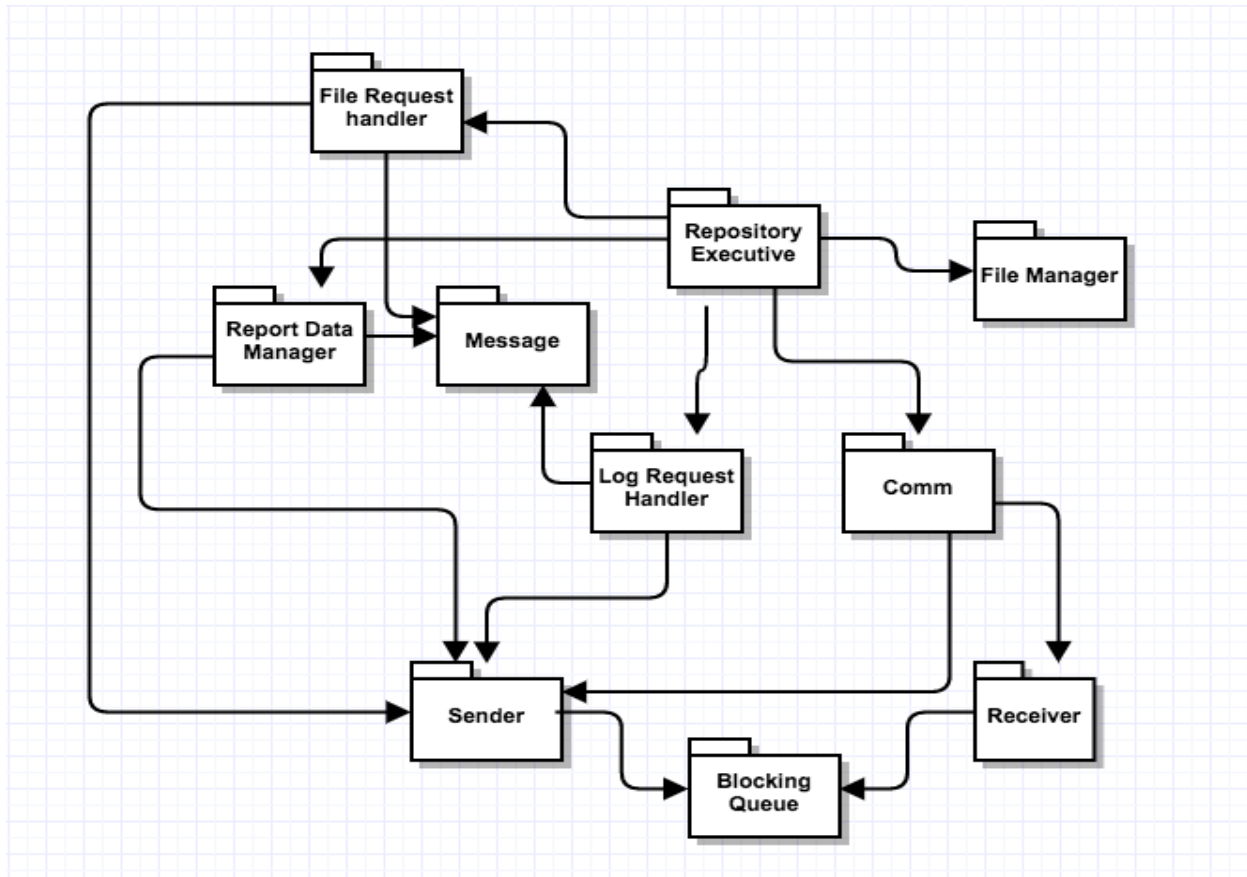 File Request
handler
Repository
Executive
File Manager
Report Data
Manager
Message
Log Request
Handler
Comm
Sender
Receiver
Blocking
Queue